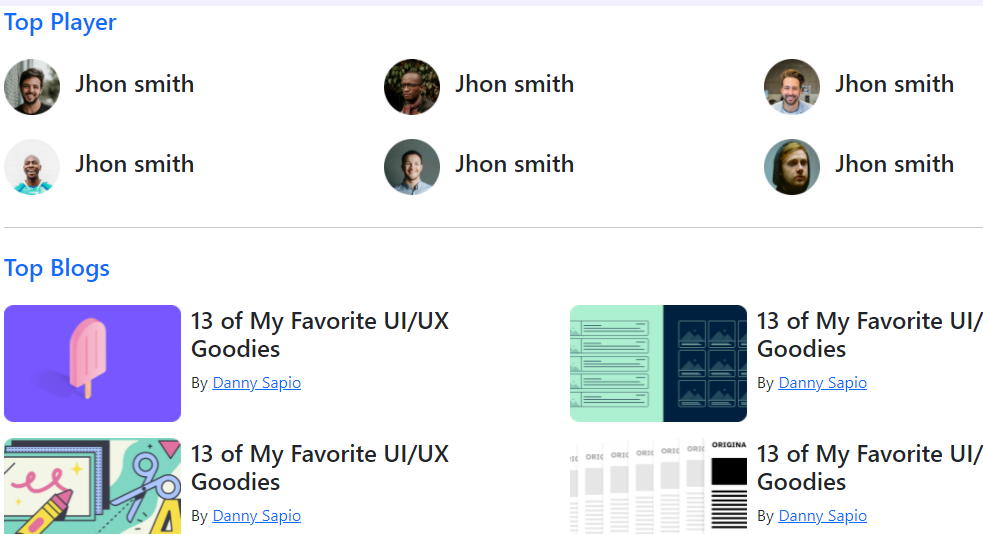 Top Player
Jhon smith
Jhon smith
Jhon smith
Jhon smith
Jhon smith
Jhon smith
Top Blogs
13 of My Favorite UI/UX
Goodies
By Danny Sapio
13 of My Favorite UI/
Goodies
By Danny Sapio
13 of My Favorite UI/UX
Goodies
By Danny Sapio
ORIGINA
13 of My Favorite UI/
Goodies
By Danny Sapio